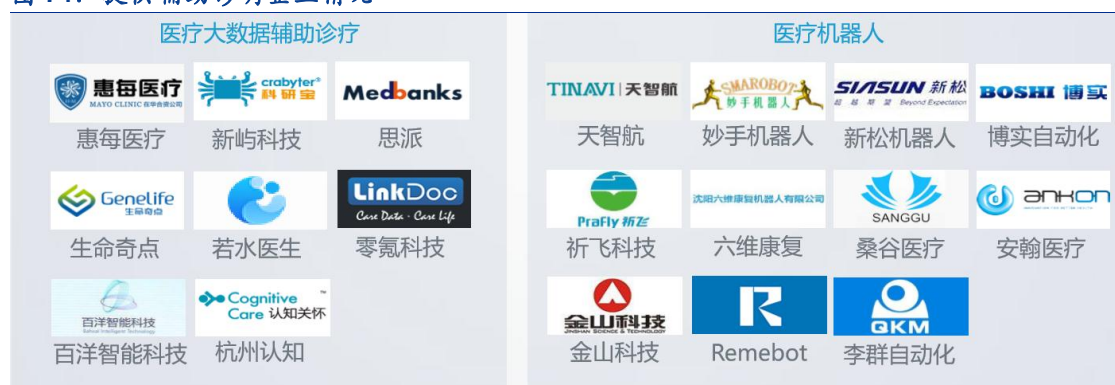 医疗大数据辅助诊疗
惠每医疗
MAYO CLINIC
crabyter
科研宝
Medbanks
惠每医疗
新屿科技
思派
Genelife
生命奇点
LinkDoc
Care Data · Care Life
生命奇点
若水医生
零氪科技
百洋智能科技
Cognitive
Care 认知关怀
百洋智能科技
杭州认知
医疗机器人
TINAVI 天智航
SMAROBOT
妙手机器人
SIASUN 新松
Beyond Expectation
BOSHI 博实
天智航
妙手机器人
新松机器人
博实自动化
PraFly 祈飞
沈阳六维康复机器人有限公司
SANGGU
ankon
祈飞科技
六维康复
桑谷医疗
安翰医疗
金山科技
JINSHAN SCIENCE & TECHNOLOGY
R
QKM
金山科技
Remebot
李群自动化